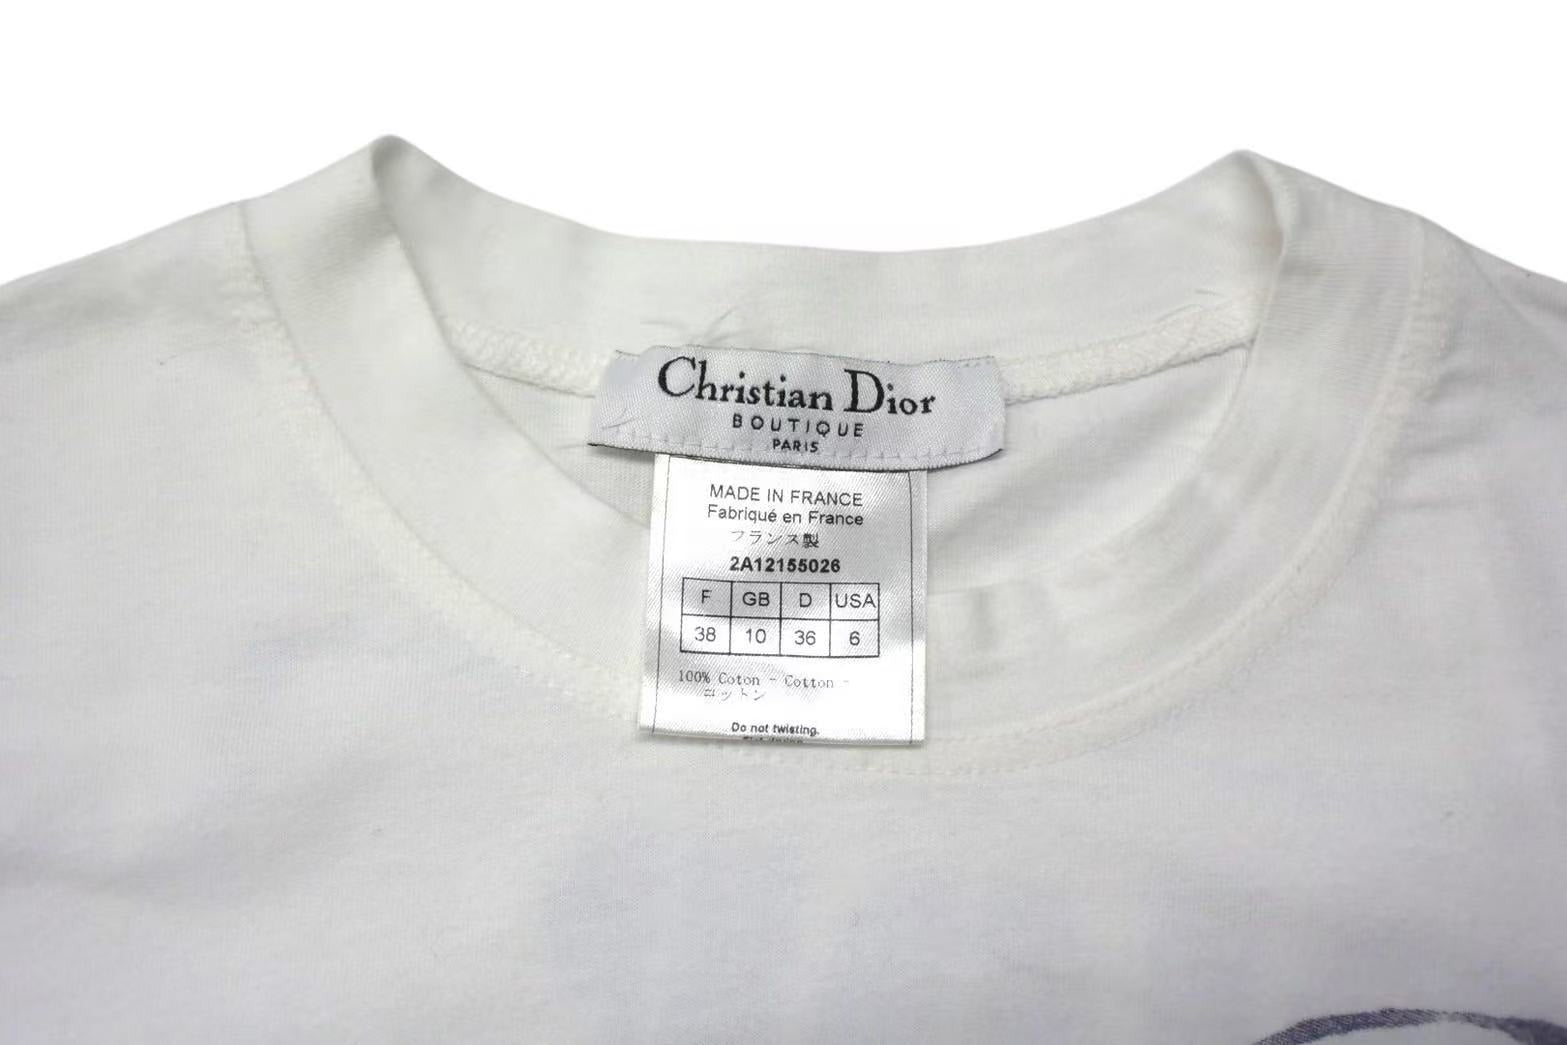 Christian Dior
BOUTIQUE
PARIS
MADE IN FRANCE
Fabriqué en France
フランス製
2A12155026
F GB D USA
38 10 36 6
100% Coton - Cotton -
コットン
Do not twisting.